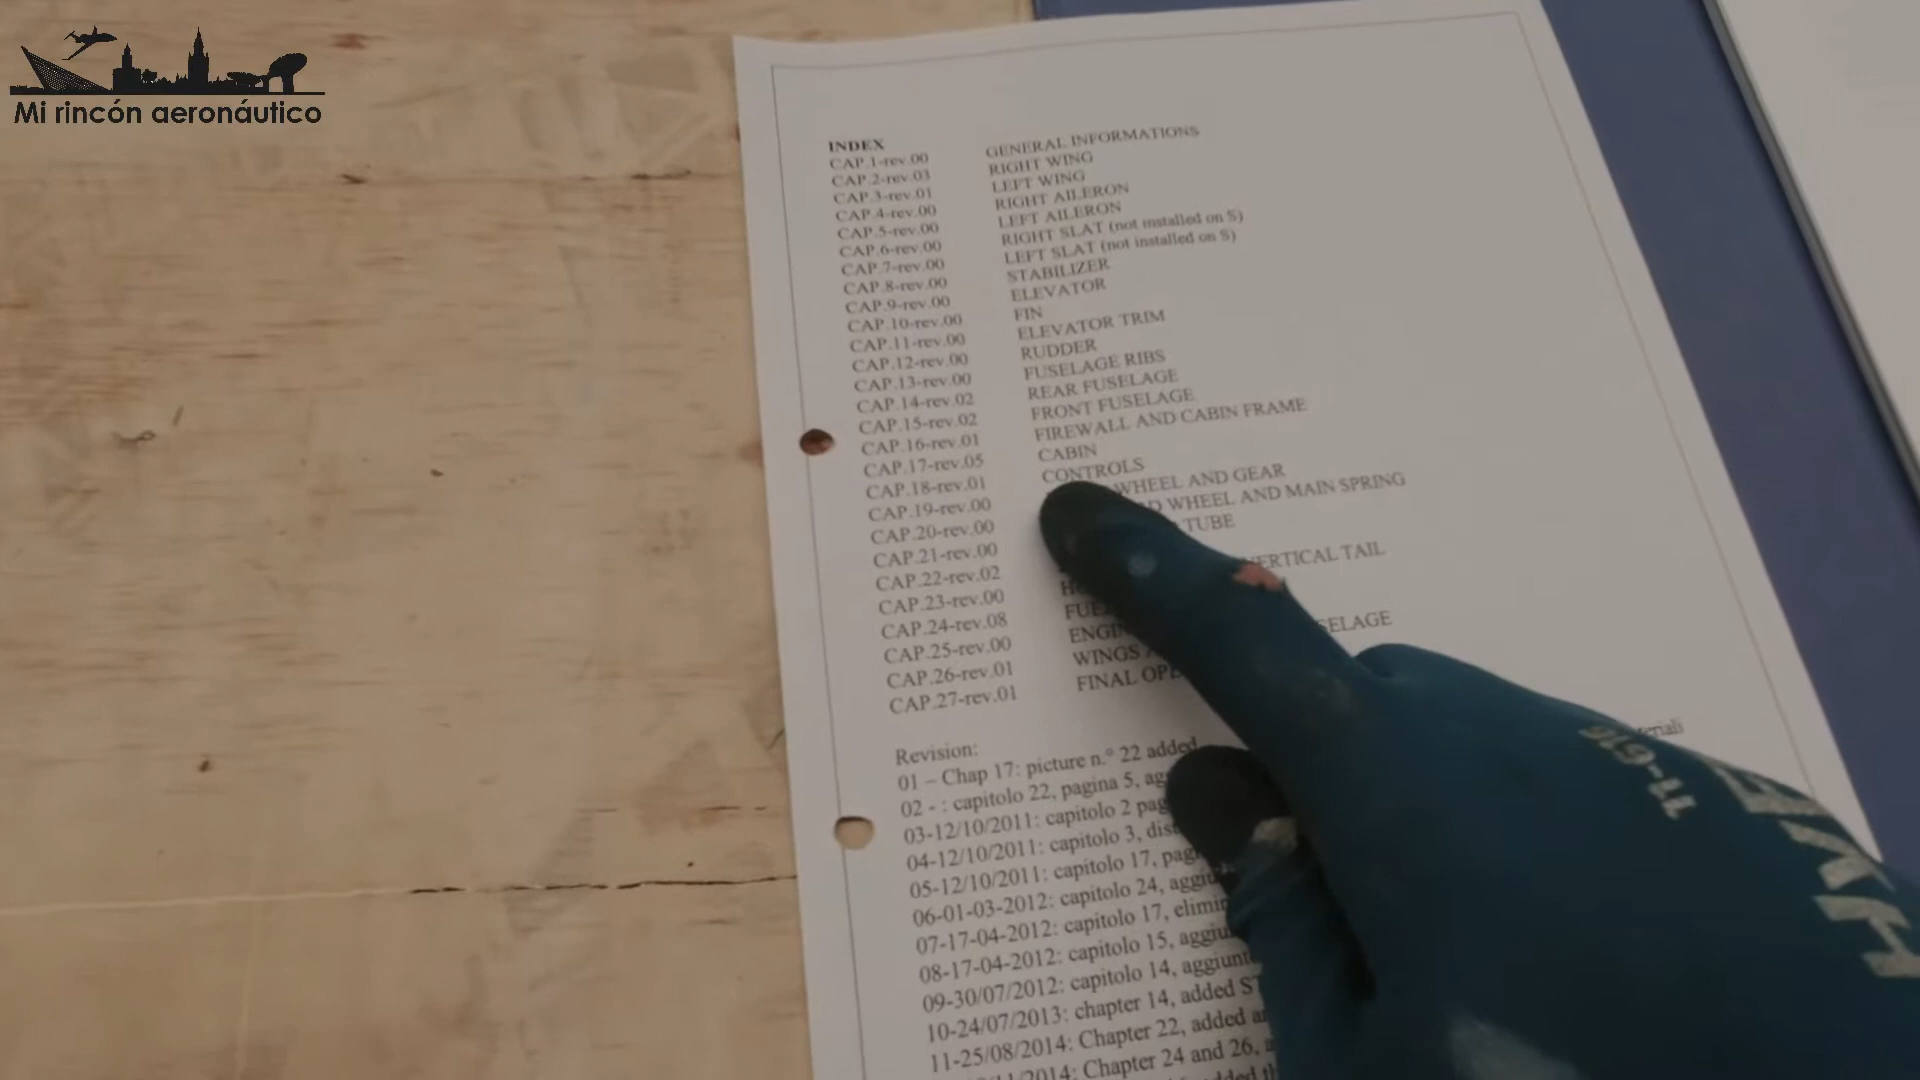 Mi rincón aeronáutico
INDEX
CAP.1-rev.00 GENERAL INFORMATIONS
CAP.2-rev.03 RIGHT WING
CAP.3-rev.01 LEFT WING
CAP.4-rev.00 RIGHT AILERON
CAP.5-rev.00 LEFT AILERON
CAP.6-rev.00 RIGHT SLAT (not installed on S)
CAP.7-rev.00 LEFT SLAT (not installed on S)
CAP.8-rev.00 STABILIZER
CAP.9-rev.00 ELEVATOR
CAP.10-rev.00 FIN
CAP.11-rev.00 ELEVATOR TRIM
CAP.12-rev.00 RUDDER
CAP.13-rev.00 FUSELAGE RIBS
CAP.14-rev.02 REAR FUSELAGE
CAP.15-rev.02 FRONT FUSELAGE
CAP.16-rev.01 FIREWALL AND CABIN FRAME
CAP.17-rev.05 CABIN
CAP.18-rev.01 CONTROLS
CAP.19-rev.00 WHEEL AND GEAR
CAP.20-rev.00 WHEEL AND MAIN SPRING
CAP.21-rev.00 TUBE
CAP.22-rev.02
CAP.23-rev.00 VERTICAL TAIL
CAP.24-rev.08
CAP.25-rev.00
CAP.26-rev.01 WINGS
CAP.27-rev.01 FINAL
Revision:
01 – Chap 17: picture n.° 22 added
02 - : capitolo 22, pagina 5,
03-12/10/2011: capitolo 2
04-12/10/2011: capitolo 3,
05-12/10/2011: capitolo 17,
06-01-03-2012: capitolo 24,
07-17-04-2012: capitolo 17,
08-17-04-2012: capitolo 15,
09-30/07/2012: capitolo 14,
10-24/07/2013: chapter 14, added
11-25/08/2014: Chapter 22, added
2014: Chapter 24 and 26,
11-619